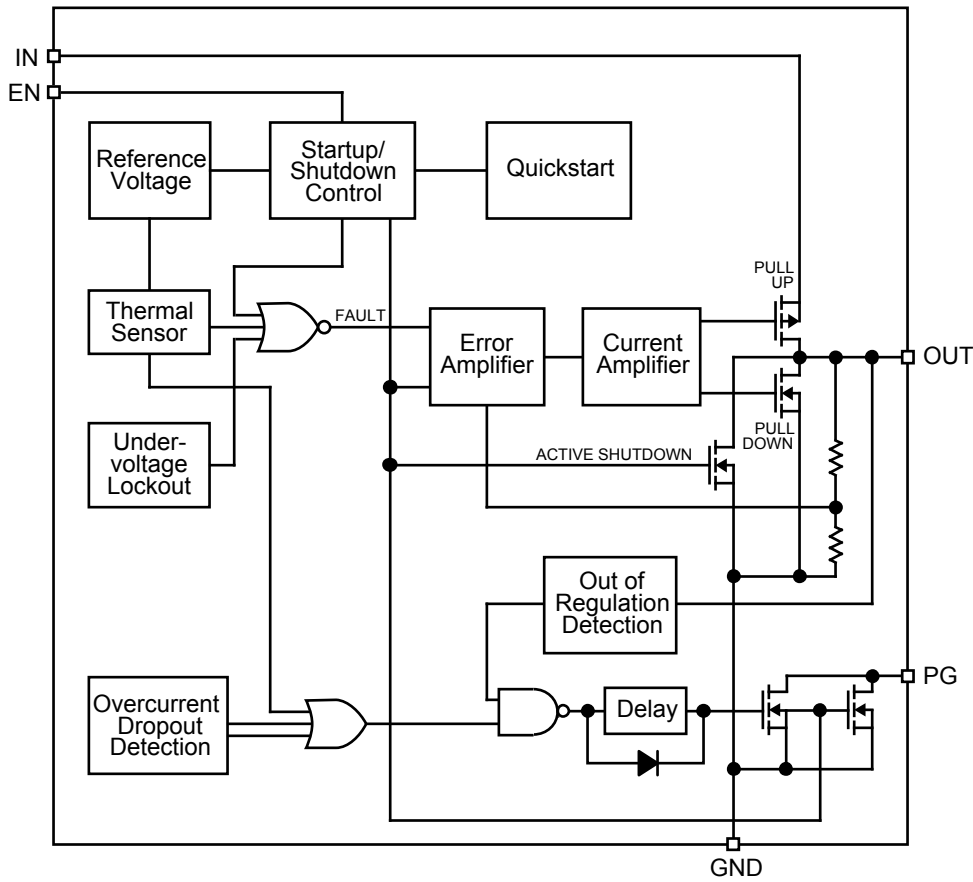 IN
EN
Reference
Voltage
Startup/
Shutdown
Control
Quickstart
PULL
UP
Thermal
Sensor
FAULT
Error
Amplifier
Current
Amplifier
OUT
PULL
DOWN
Under-
voltage
Lockout
ACTIVE SHUTDOWN
Out of
Regulation
Detection
PG
Overcurrent
Dropout
Detection
Delay
GND